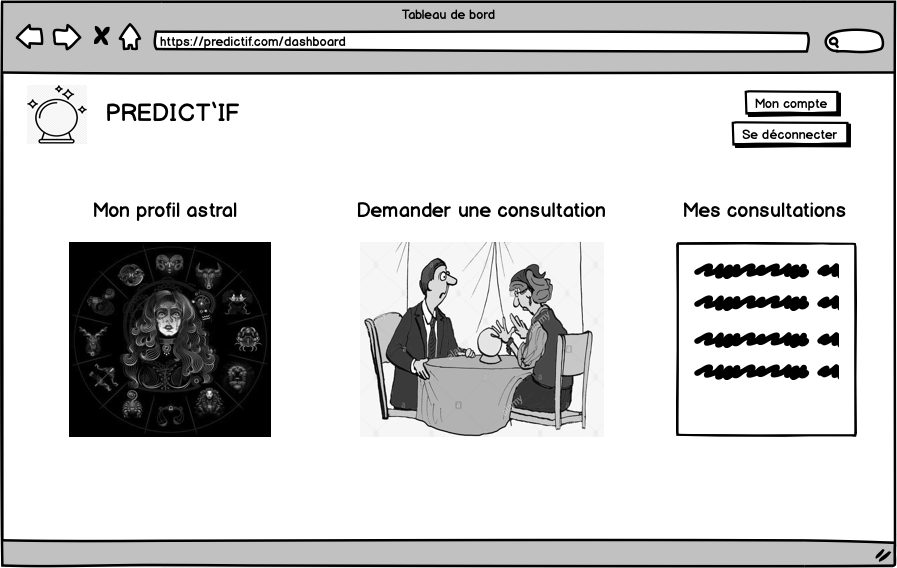 Tableau de bord
https://predictif.com/dashboard
PREDICT'IF
Mon compte
Se déconnecter
Mon profil astral
Demander une consultation
Mes consultations